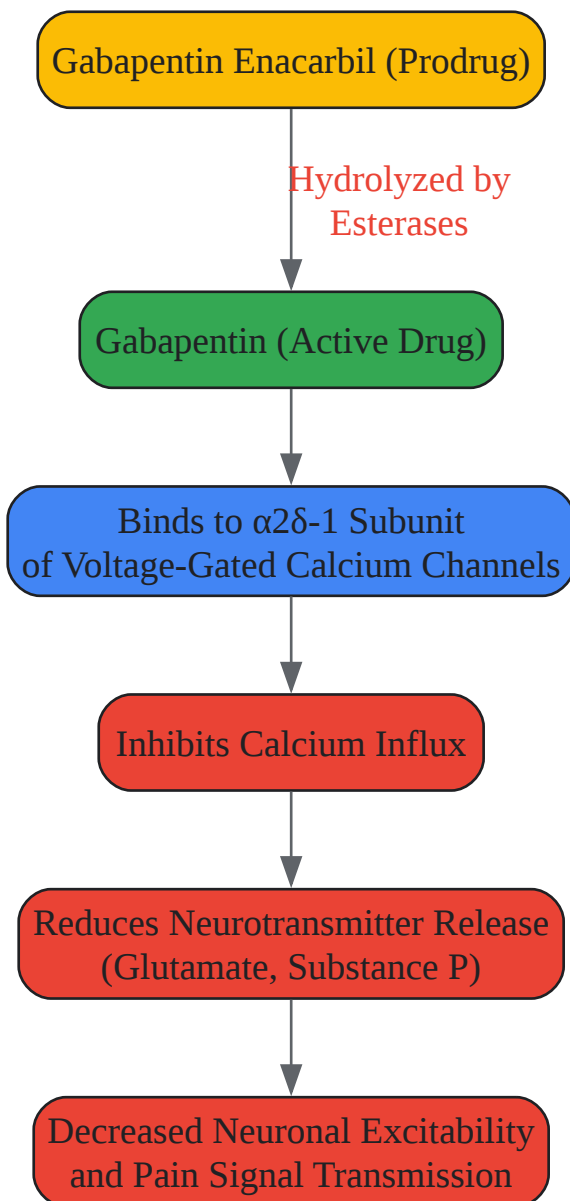 Gabapentin Enacarbil (Prodrug)
Hydrolyzed by
Esterases
Gabapentin (Active Drug)
Binds to α2δ-1 Subunit
of Voltage-Gated Calcium Channels
Inhibits Calcium Influx
Reduces Neurotransmitter Release
(Glutamate, Substance P)
Decreased Neuronal Excitability
and Pain Signal Transmission